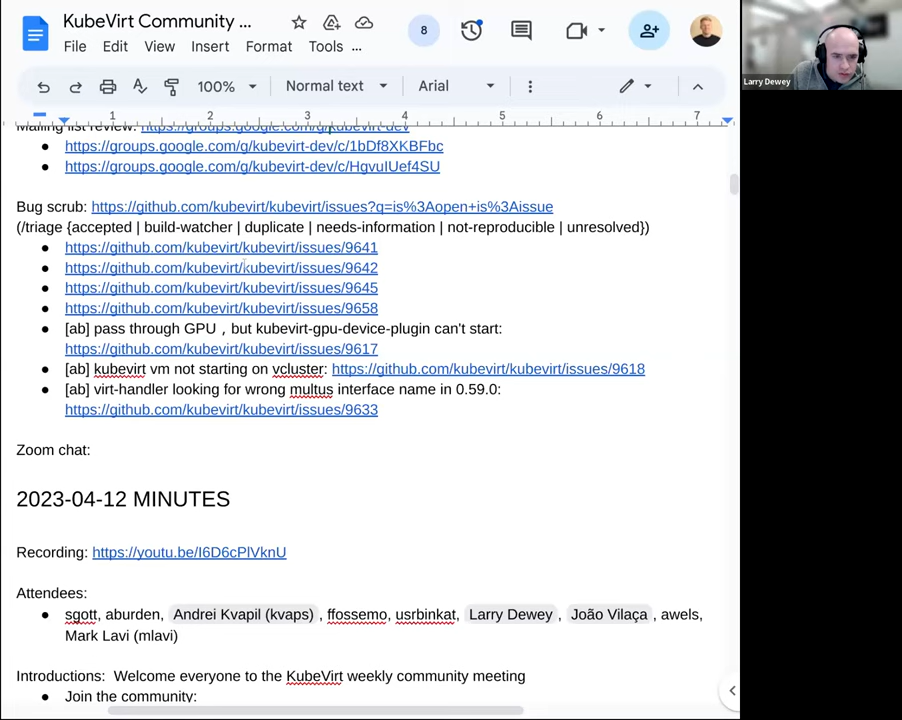 KubeVirt Community ...
File Edit View Insert Format Tools ...
8
100% Normal text Arial
1 2 3 4 5 6 7
Mailing list review: https://groups.google.com/g/kubevirt-dev
https://groups.google.com/g/kubevirt-dev/c/1bDf8XKBFbc
https://groups.google.com/g/kubevirt-dev/c/HgvuIUef4SU
Bug scrub: https://github.com/kubevirt/kubevirt/issues?q=is%3Aopen+is%3Aissue
(/triage {accepted | build-watcher | duplicate | needs-information | not-reproducible | unresolved})
https://github.com/kubevirt/kubevirt/issues/9641
https://github.com/kubevirt/kubevirt/issues/9642
https://github.com/kubevirt/kubevirt/issues/9645
https://github.com/kubevirt/kubevirt/issues/9658
[ab] pass through GPU , but kubevirt-gpu-device-plugin can't start:
https://github.com/kubevirt/kubevirt/issues/9617
[ab] kubevirt vm not starting on vcluster: https://github.com/kubevirt/kubevirt/issues/9618
[ab] virt-handler looking for wrong multus interface name in 0.59.0:
https://github.com/kubevirt/kubevirt/issues/9633
Zoom chat:
2023-04-12 MINUTES
Recording: https://youtu.be/I6D6cPlVknU
Attendees:
sgott, aburden, Andrei Kvapil (kvaps) , ffossemo, usrbinkat, Larry Dewey , João Vilaça , awels,
Mark Lavi (mlavi)
Introductions: Welcome everyone to the KubeVirt weekly community meeting
Join the community:
Larry Dewey